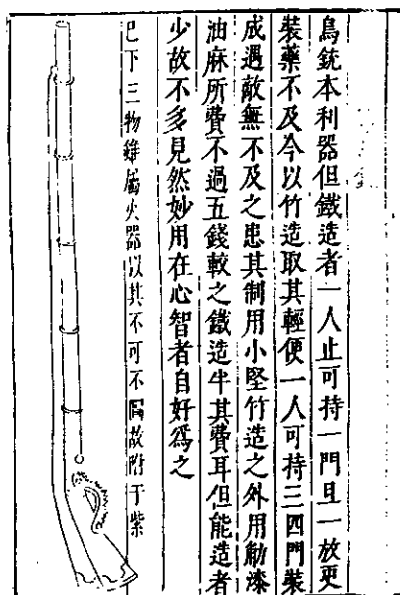 鳥銃本利器但鐵造者一人止可持一門且一放更
裝藥不及今以竹造取其輕便一人可持三四門裝
成遇敵無不及之患其制用小堅竹造之外用觔漆
油麻所費不過五錢較之鐵造半其費耳但能造者
少故不多見然妙用在心智者自好爲之
已下三物雖屬火器以其不可不圖故附于紫